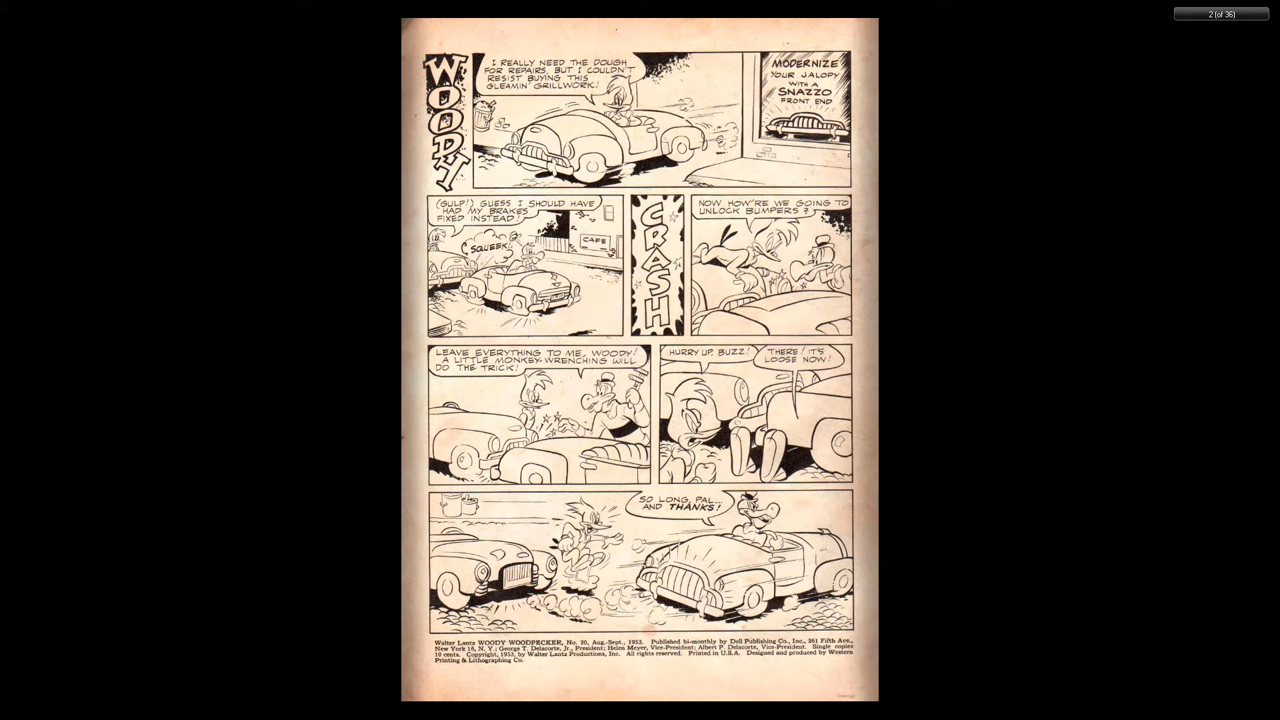 2 (of 36)
WOODY
I REALLY NEED THE DOUGH
FOR REPAIRS, BUT I COULDN'T
RESIST BUYING THIS
GLEAMIN' GRILLWORK!
MODERNIZE
YOUR JALOPY
WITH A
SNAZZO
FRONT END
(GULP!) GUESS I SHOULD HAVE
HAD MY BRAKES
FIXED INSTEAD!
SQUEEK!
CAFE
CRASH
NOW HOW'RE WE GOING TO
UNLOCK BUMPERS?
LEAVE EVERYTHING TO ME, WOODY!
A LITTLE MONKEY-WRENCHING WILL
DO THE TRICK!
HURRY UP, BUZZ!
THERE! IT'S
LOOSE NOW!
SO LONG, PAL...
AND THANKS!
Walter Lantz WOODY WOODPECKER, No. 20, Aug.-Sept., 1953. Published bi-monthly by Dell Publishing Co., Inc., 261 Fifth Ave.,
New York 16, N. Y.; George T. Delacorte, Jr., President; Helen Meyer, Vice-President; Albert P. Delacorte, Vice-President. Single copies
10 cents. Copyright, 1953, by Walter Lantz Productions, Inc. All rights reserved. Printed in U.S.A. Designed and produced by Western
Printing & Lithographing Co.